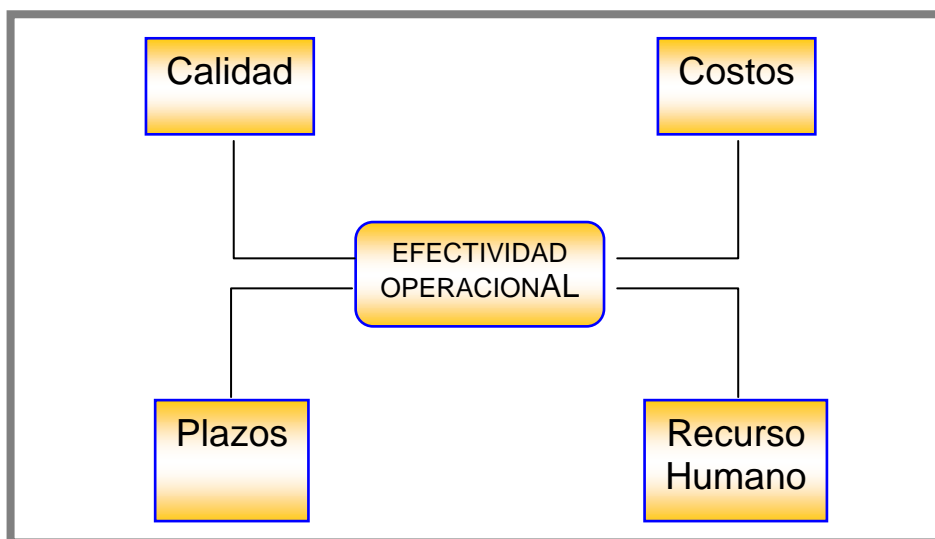 Calidad
Costos
EFECTIVIDAD
OPERACIONAL
Plazos
Recurso
Humano